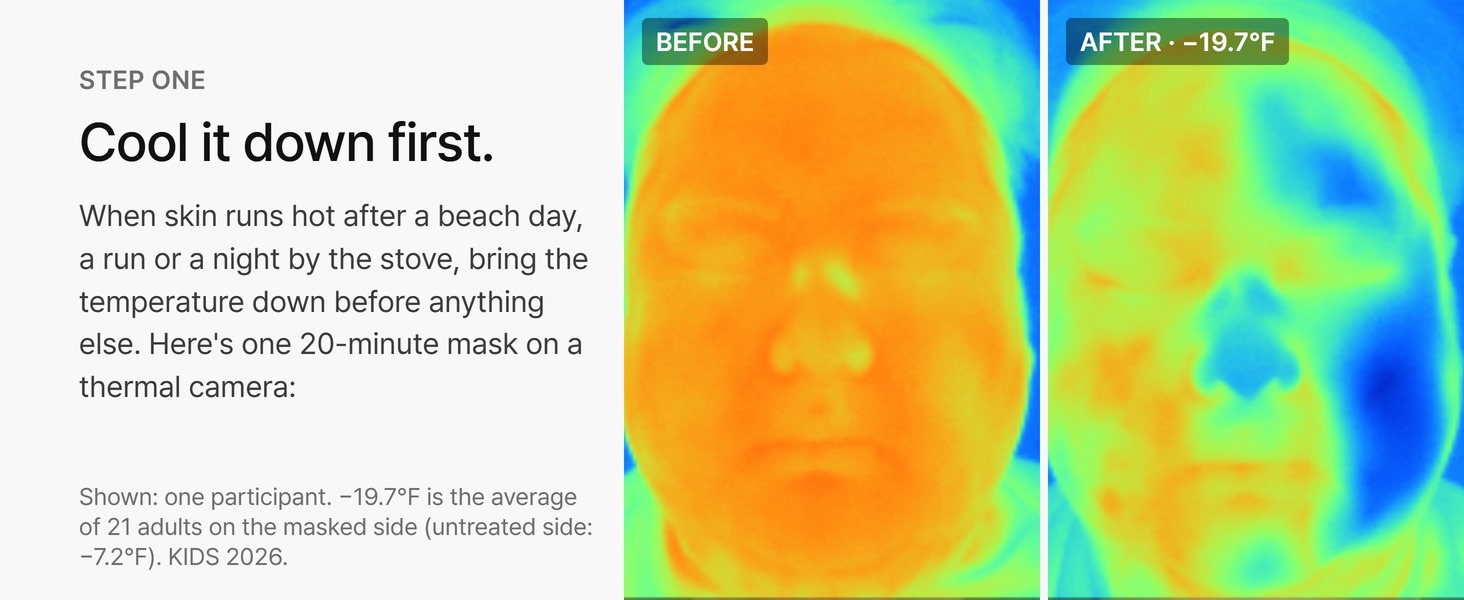 STEP ONE
Cool it down first.
When skin runs hot after a beach day,
a run or a night by the stove, bring the
temperature down before anything
else. Here's one 20-minute mask on a
thermal camera:
Shown: one participant. −19.7°F is the average
of 21 adults on the masked side (untreated side:
−7.2°F). KIDS 2026.
BEFORE
AFTER · −19.7°F